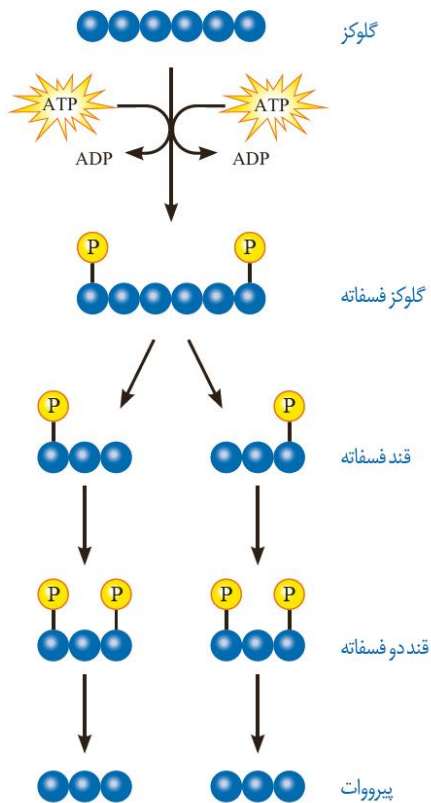 گلوکز
ATP ATP
ADP ADP
P P
گلوکز فسفاته
P P
قند فسفاته
P P P P
قند دو فسفاته
پیرووات